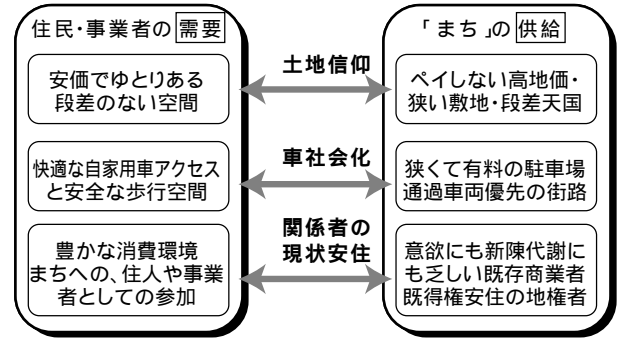 住民・事業者の 需要
安価でゆとりある
段差のない空間
快適な自家用車アクセス
と安全な歩行空間
豊かな消費環境
まちへの、住人や事業
者としての参加
土地信仰
車社会化
関係者の
現状安住
「まち」の 供給
ペイしない高地価・
狭い敷地・段差天国
狭くて有料の駐車場
通過車両優先の街路
意欲にも新陳代謝に
も乏しい既存商業者
既得権安住の地権者